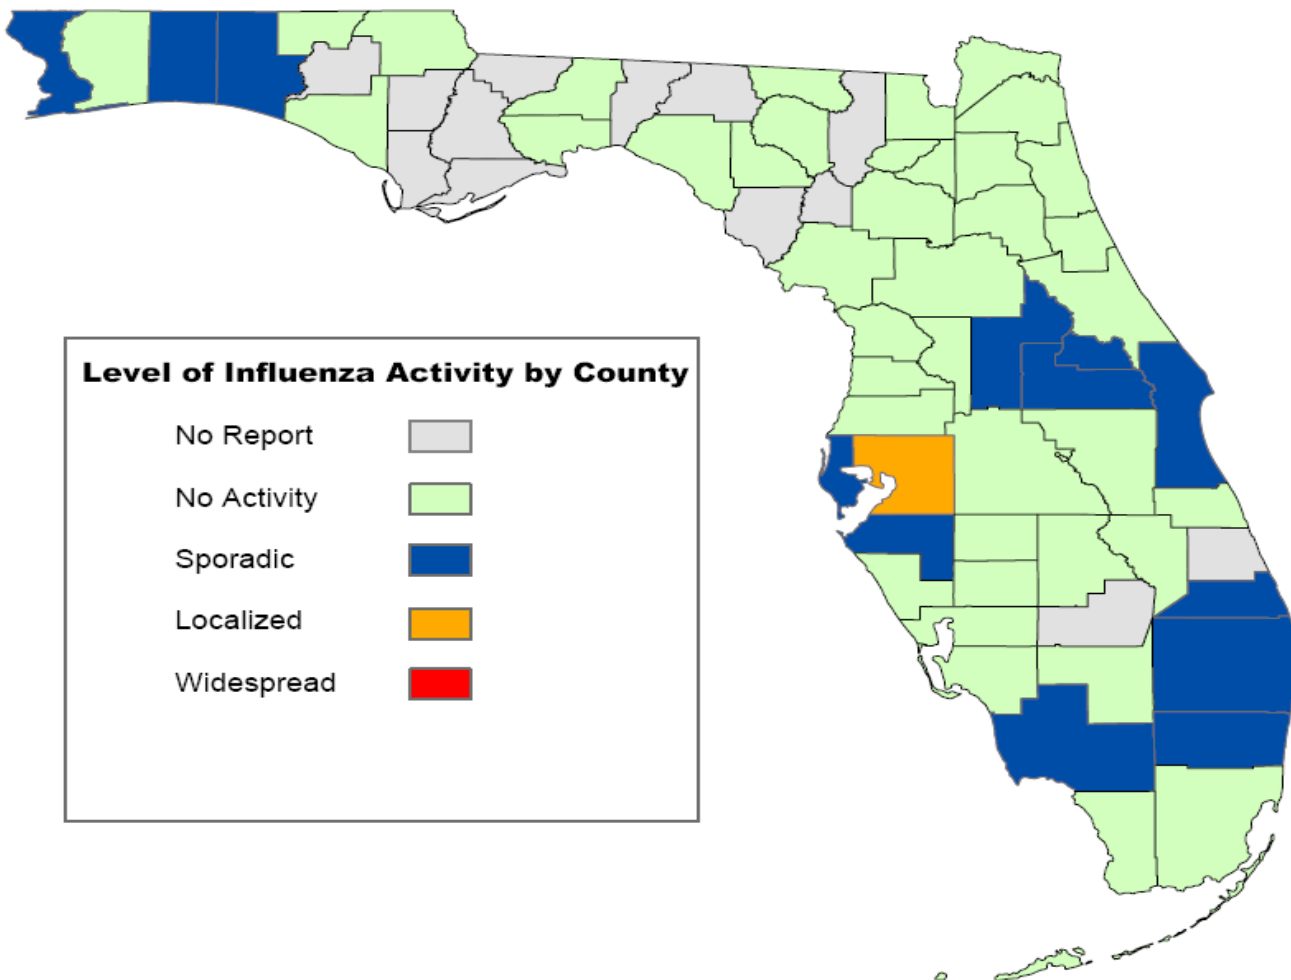 Level of Influenza Activity by County
No Report
No Activity
Sporadic
Localized
Widespread